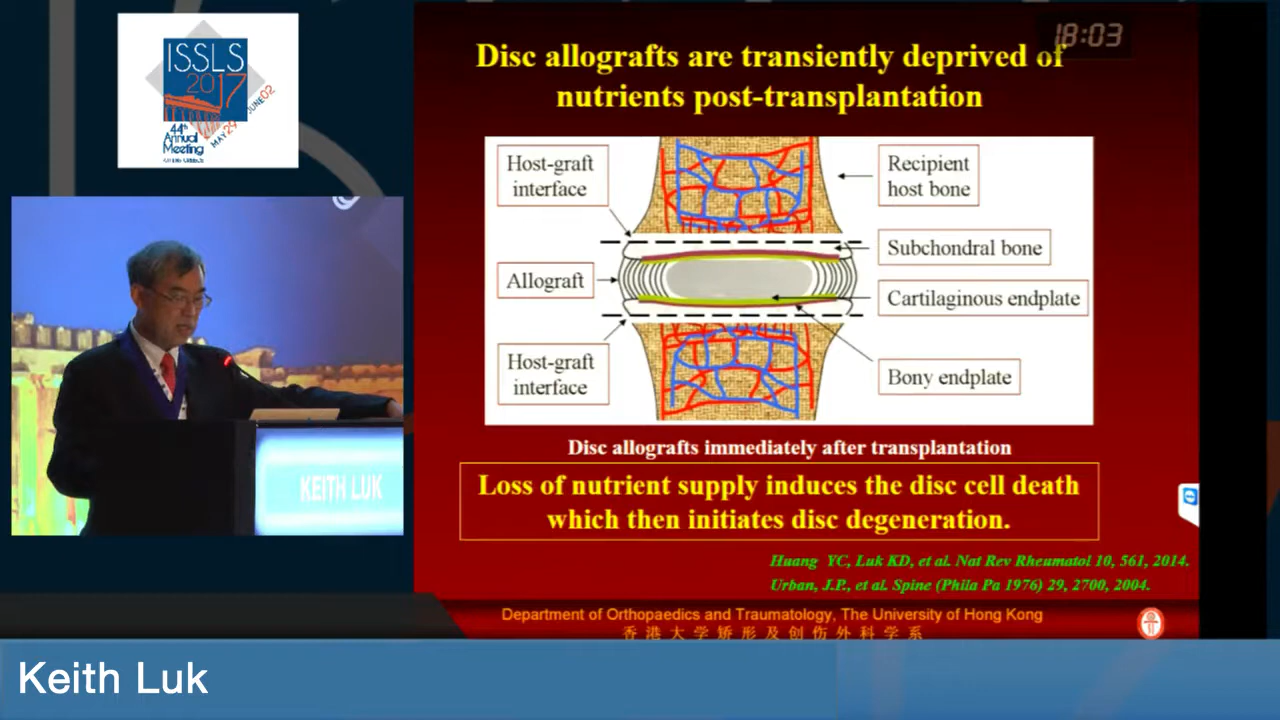 ISSLS
2017
44th
Annual
Meeting
MAY 29
JUNE 02
KEITH LUK
18:03
Disc allografts are transiently deprived of
nutrients post-transplantation
Host-graft
interface
Recipient
host bone
Subchondral bone
Allograft
Cartilaginous endplate
Host-graft
interface
Bony endplate
Disc allografts immediately after transplantation
Loss of nutrient supply induces the disc cell death
which then initiates disc degeneration.
Huang YC, Luk KD, et al. Nat Rev Rheumatol 10, 561, 2014.
Urban, J.P., et al. Spine (Phila Pa 1976) 29, 2700, 2004.
Department of Orthopaedics and Traumatology, The University of Hong Kong
香港大学矫形及创伤外科学系
Keith Luk